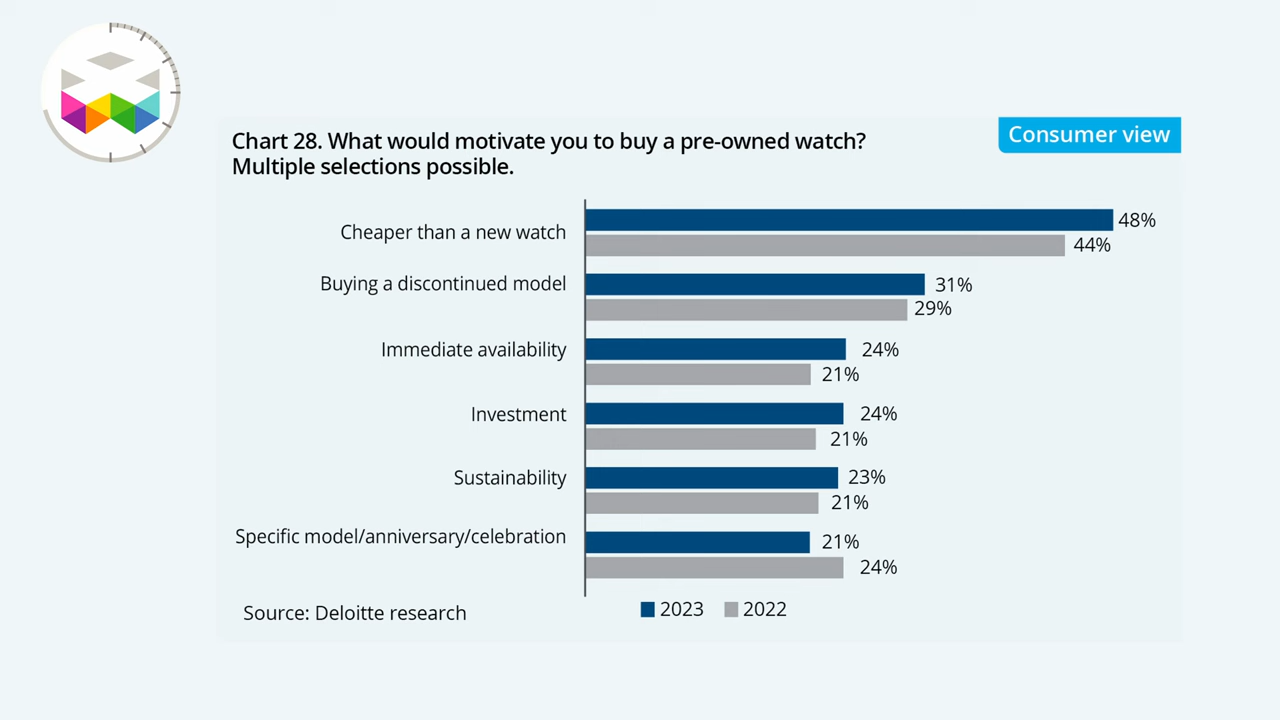 Chart 28. What would motivate you to buy a pre-owned watch?
Multiple selections possible.
Consumer view
Cheaper than a new watch
48%
44%
Buying a discontinued model
31%
29%
Immediate availability
24%
21%
Investment
24%
21%
Sustainability
23%
21%
Specific model/anniversary/celebration
21%
24%
Source: Deloitte research
2023
2022